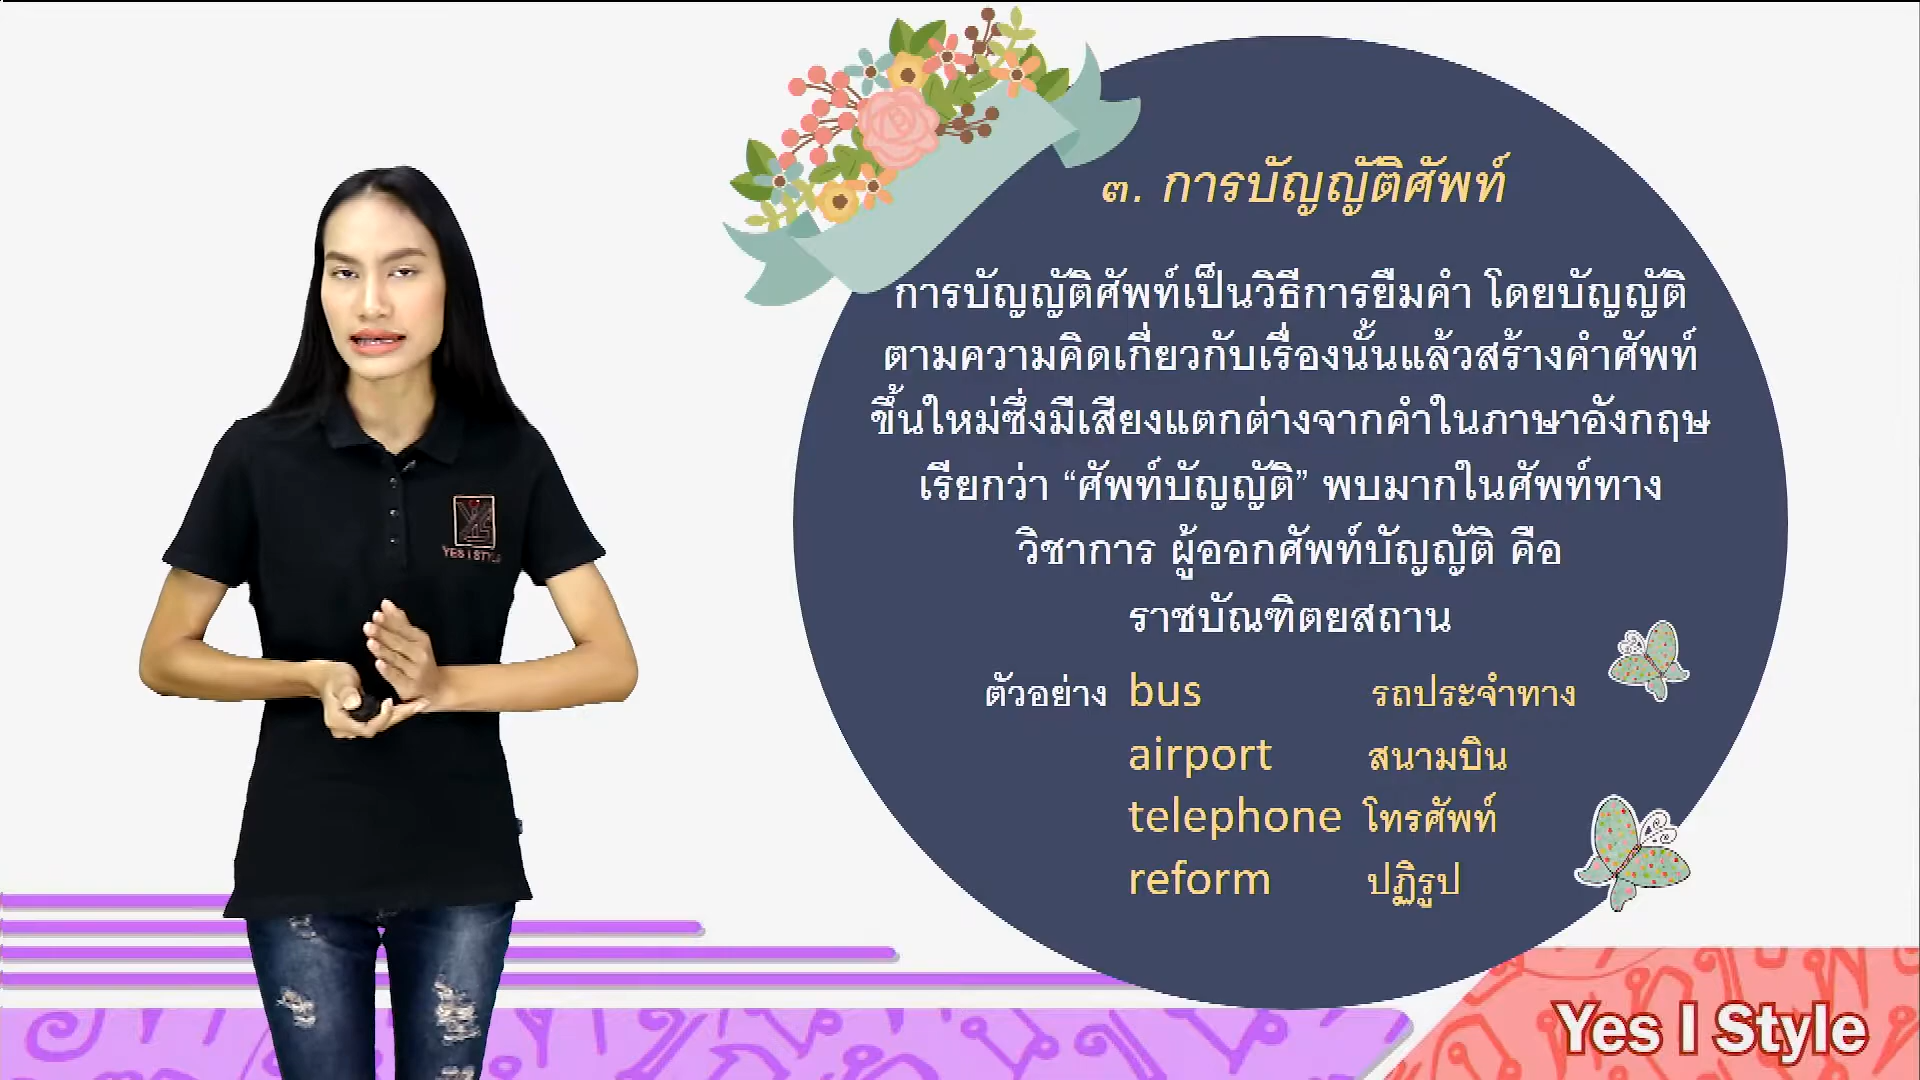 ๓. การบัญญัติศัพท์
การบัญญัติศัพท์เป็นวิธีการยืมคำ โดยบัญญัติ
ตามความคิดเกี่ยวกับเรื่องนั้นแล้วสร้างคำศัพท์
ขึ้นใหม่ซึ่งมีเสียงแตกต่างจากคำในภาษาอังกฤษ
เรียกว่า “ศัพท์บัญญัติ” พบมากในศัพท์ทาง
วิชาการ ผู้ออกศัพท์บัญญัติ คือ
ราชบัณฑิตยสถาน
ตัวอย่าง bus รถประจำทาง
airport สนามบิน
telephone โทรศัพท์
reform ปฏิรูป
YES I STYLE
Yes I Style